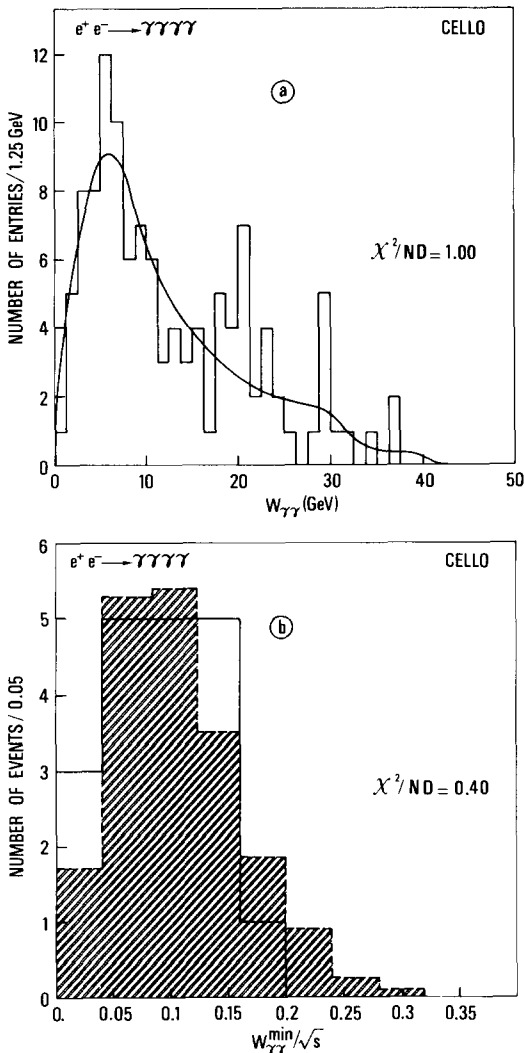 e⁺ e⁻ → γγγγ CELLO
a
χ²/ND = 1.00
NUMBER OF ENTRIES/1.25 GeV
12
10
8
6
4
2
0
0 10 20 30 40 50
W_γγ (GeV)
e⁺ e⁻ → γγγγ CELLO
b
χ²/ND = 0.40
NUMBER OF EVENTS / 0.05
6
5
4
3
2
1
0
0. 0.05 0.1 0.15 0.2 0.25 0.3 0.35
W_γγ^min/√s